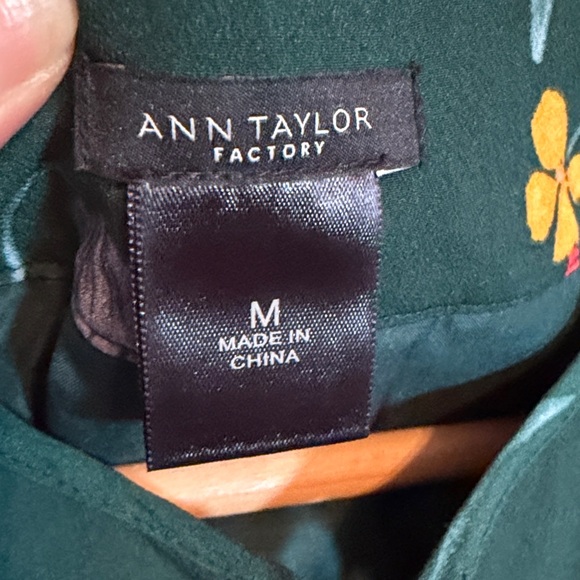 ANN TAYLOR
FACTORY
M
MADE IN
CHINA